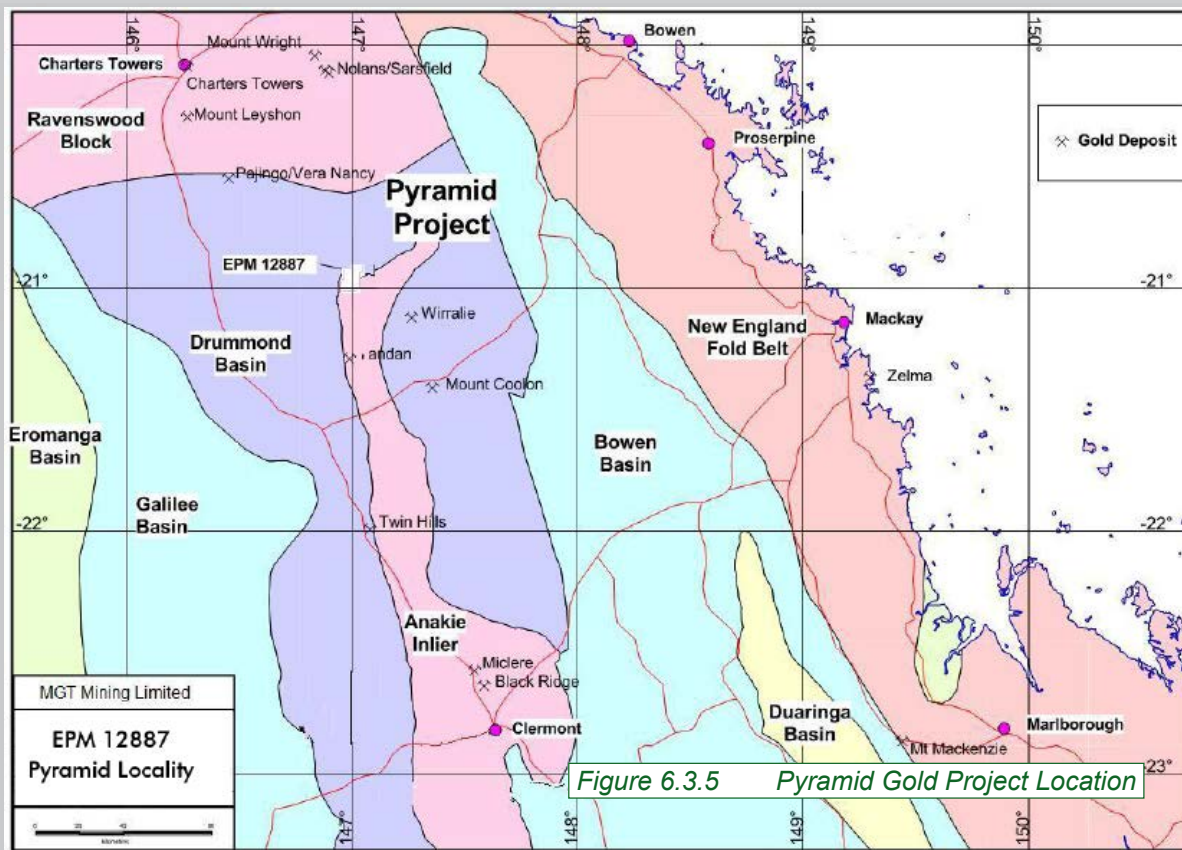 146°
147°
148°
149°
150°
Mount Wright
Bowen
Charters Towers
Nolans/Sarsfield
Charters Towers
Mount Leyshon
Ravenswood
Block
Gold Deposit
Proserpine
Pajingo/Vera Nancy
Pyramid
Project
EPM 12887
-21°
-21°
Wirralie
New England
Fold Belt
Mackay
Drummond
Basin
andan
Zelma
Mount Coolon
Eromanga
Basin
Bowen
Basin
Galilee
Basin
Twin Hills
-22°
-22°
Anakie
Inlier
Miclere
Black Ridge
MGT Mining Limited
EPM 12887
Pyramid Locality
Clermont
Duaringa
Basin
Marlborough
Mt Mackenzie
-23°
Figure 6.3.5 Pyramid Gold Project Location
0
147°
148°
149°
150°